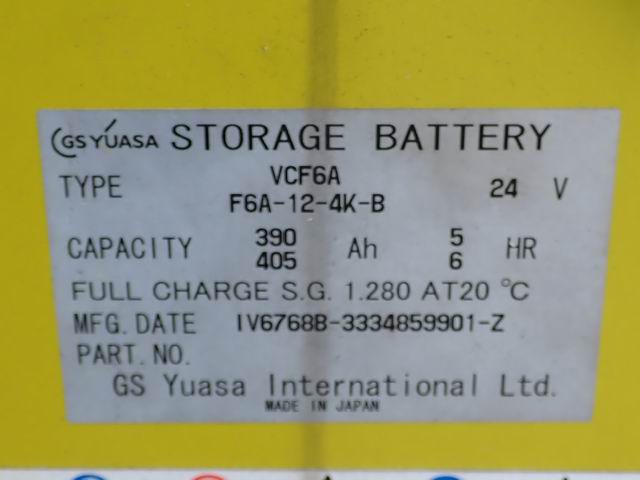 GS YUASA STORAGE BATTERY
TYPE VCF6A 24 V
F6A-12-4K-B
CAPACITY 390 Ah 5 HR
405 6
FULL CHARGE S.G. 1.280 AT20 °C
MFG. DATE IV6768B-3334859901-Z
PART. NO.
GS Yuasa International Ltd.
MADE IN JAPAN